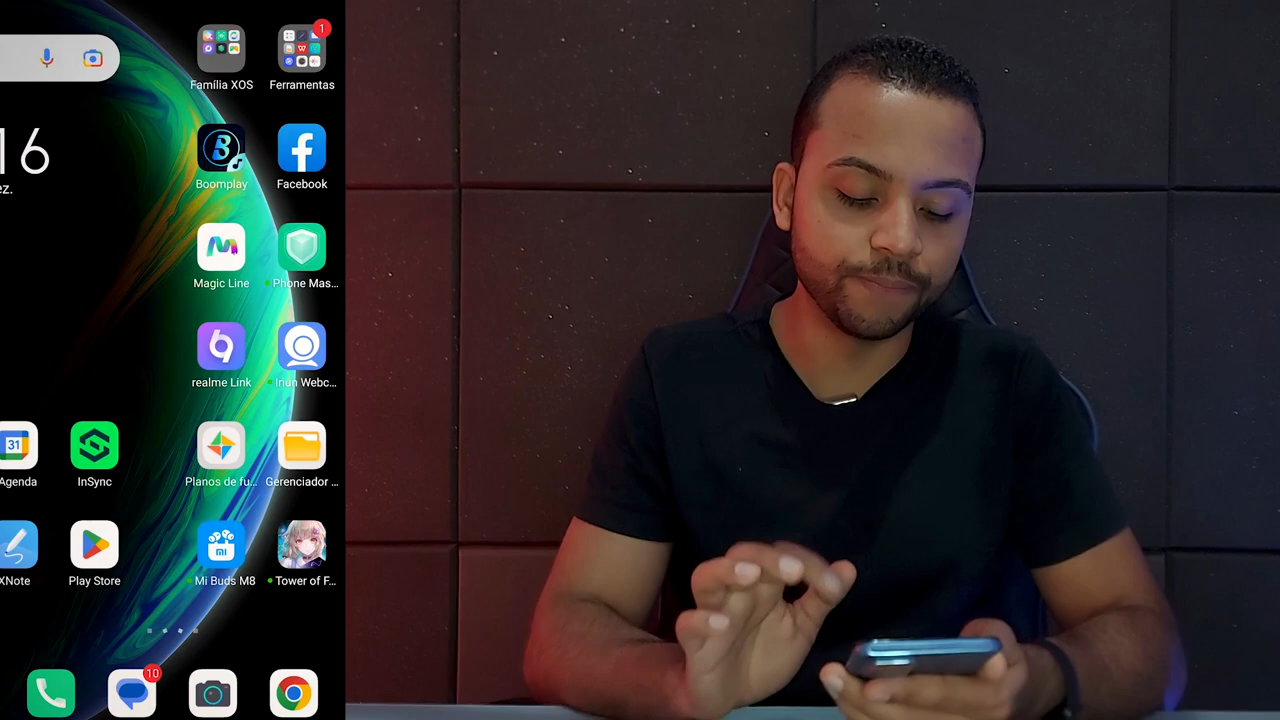 1
Família XOS
Ferramentas
16
ez.
B
Boomplay
Facebook
Magic Line
Phone Mas...
realme Link
Iriun Webc...
31
Agenda
InSync
Planos de fu...
Gerenciador ...
mi
XNote
Play Store
Mi Buds M8
Tower of F...
10